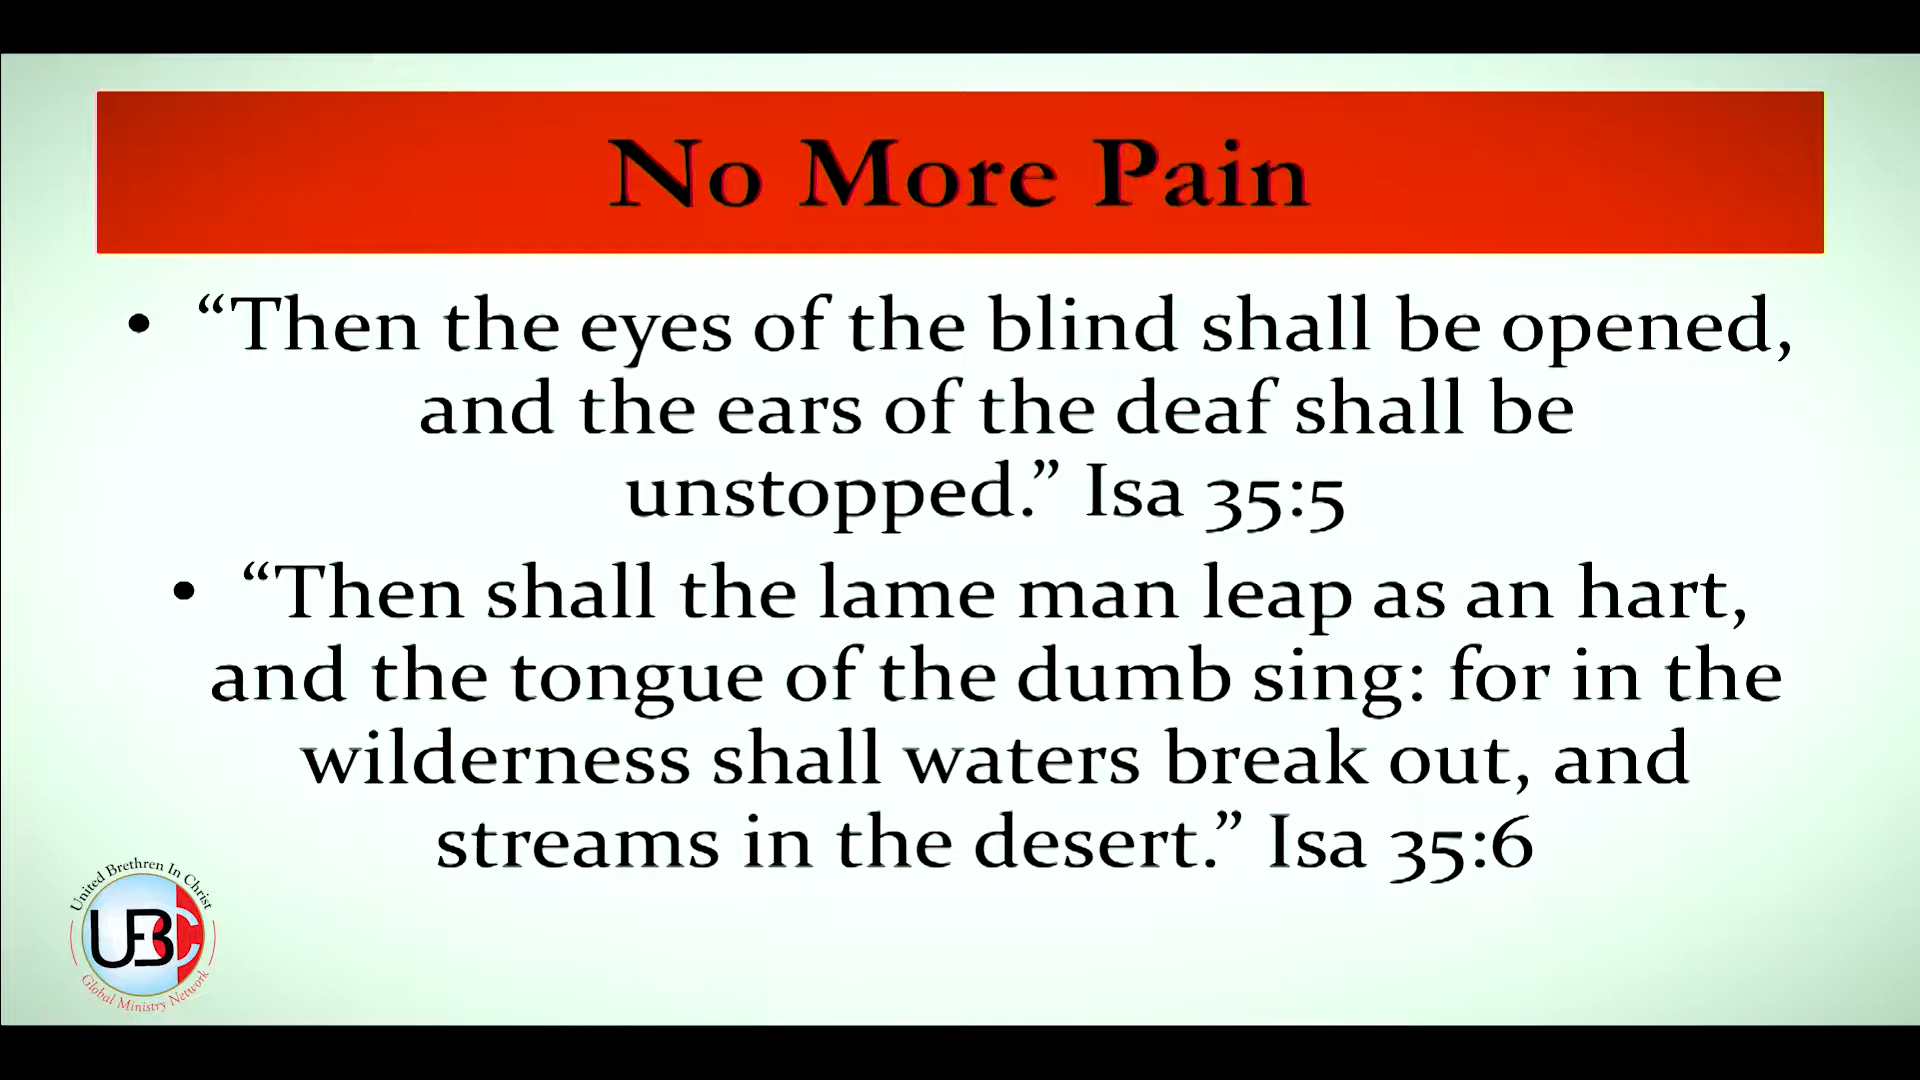 No More Pain
• “Then the eyes of the blind shall be opened,
and the ears of the deaf shall be
unstopped.” Isa 35:5
• “Then shall the lame man leap as an hart,
and the tongue of the dumb sing: for in the
wilderness shall waters break out, and
streams in the desert.” Isa 35:6
United Brethren In Christ
UBC
Global Ministry Network